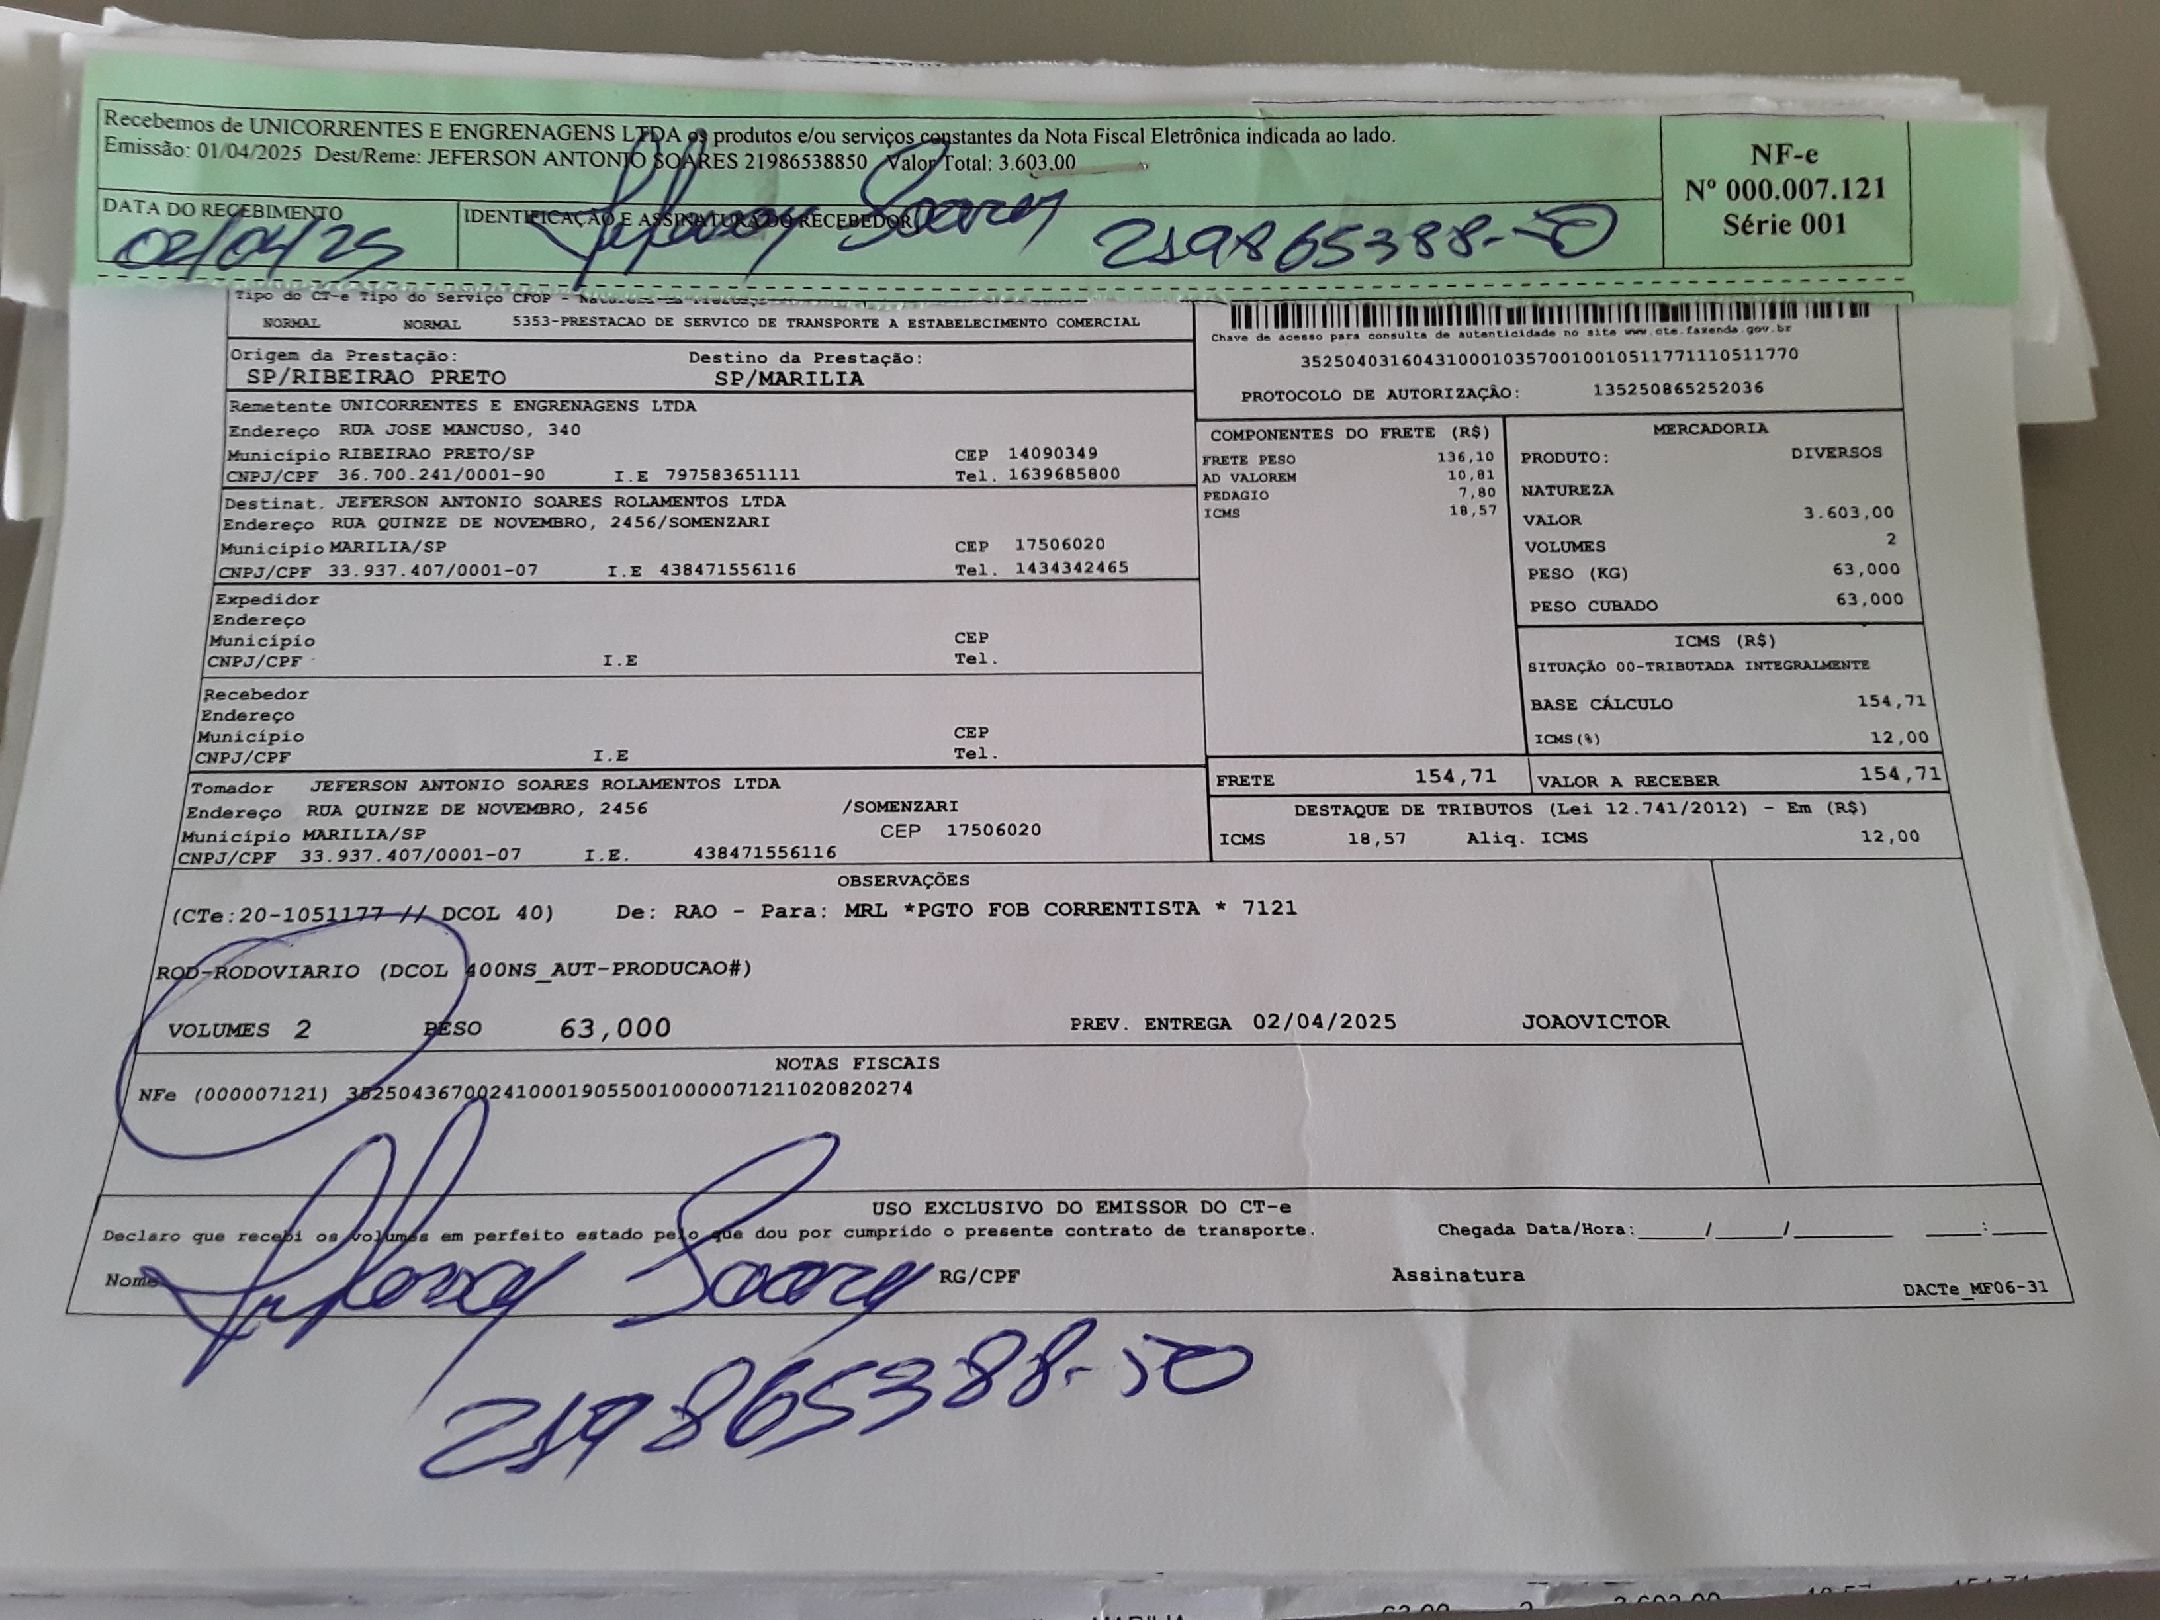 Recebemos de UNICORRENTES E ENGRENAGENS LTDA os produtos e/ou serviços constantes da Nota Fiscal Eletrônica indicada ao lado.
Emissão: 01/04/2025 Dest/Reme: JEFERSON ANTONIO SOARES 21986538850 Valor Total: 3.603,00
NF-e
Nº 000.007.121
Série 001
DATA DO RECEBIMENTO
02/04/25
IDENTIFICAÇÃO E ASSINATURA DO RECEBEDOR
Soares 219865388-50
Tipo do CT-e Tipo do Serviço CFOP -
NORMAL NORMAL 5353-PRESTACAO DE SERVICO DE TRANSPORTE A ESTABELECIMENTO COMERCIAL
Chave de acesso para consulta de autenticidade no site www.cte.fazenda.gov.br
35250403160431000103570010010511771110511770
PROTOCOLO DE AUTORIZAÇÃO: 135250865252036
Origem da Prestação: Destino da Prestação:
SP/RIBEIRAO PRETO SP/MARILIA
Remetente UNICORRENTES E ENGRENAGENS LTDA
Endereço RUA JOSE MANCUSO, 340
Município RIBEIRAO PRETO/SP CEP 14090349
CNPJ/CPF 36.700.241/0001-90 I.E 797583651111 Tel. 1639685800
Destinat. JEFERSON ANTONIO SOARES ROLAMENTOS LTDA
Endereço RUA QUINZE DE NOVEMBRO, 2456/SOMENZARI
Município MARILIA/SP CEP 17506020
CNPJ/CPF 33.937.407/0001-07 I.E 438471556116 Tel. 1434342465
Expedidor
Endereço
Município CEP
CNPJ/CPF I.E Tel.
Recebedor
Endereço
Município CEP
CNPJ/CPF I.E Tel.
Tomador JEFERSON ANTONIO SOARES ROLAMENTOS LTDA
Endereço RUA QUINZE DE NOVEMBRO, 2456 /SOMENZARI
Município MARILIA/SP CEP 17506020
CNPJ/CPF 33.937.407/0001-07 I.E. 438471556116
COMPONENTES DO FRETE (R$)
FRETE PESO 136,10
AD VALOREM 10,81
PEDAGIO 7,80
ICMS 18,57
MERCADORIA
PRODUTO: DIVERSOS
NATUREZA
VALOR 3.603,00
VOLUMES 2
PESO (KG) 63,000
PESO CUBADO 63,000
ICMS (R$)
SITUAÇÃO 00-TRIBUTADA INTEGRALMENTE
BASE CÁLCULO 154,71
ICMS(%) 12,00
FRETE 154,71 VALOR A RECEBER 154,71
DESTAQUE DE TRIBUTOS (Lei 12.741/2012) - Em (R$)
ICMS 18,57 Aliq. ICMS 12,00
OBSERVAÇÕES
(CTe:20-1051177 // DCOL 40) De: RAO - Para: MRL *PGTO FOB CORRENTISTA * 7121
ROD-RODOVIARIO (DCOL 400NS_AUT-PRODUCAO#)
VOLUMES 2 PESO 63,000 PREV. ENTREGA 02/04/2025 JOAOVICTOR
NOTAS FISCAIS
NFe (000007121) 35250436700241000190550010000071211020820274
USO EXCLUSIVO DO EMISSOR DO CT-e
Declaro que recebi os volumes em perfeito estado pelo que dou por cumprido o presente contrato de transporte. Chegada Data/Hora:_____/_____/_______ ____:____
Nome Soares RG/CPF Assinatura
DACTe_MF06-31
219865388-50